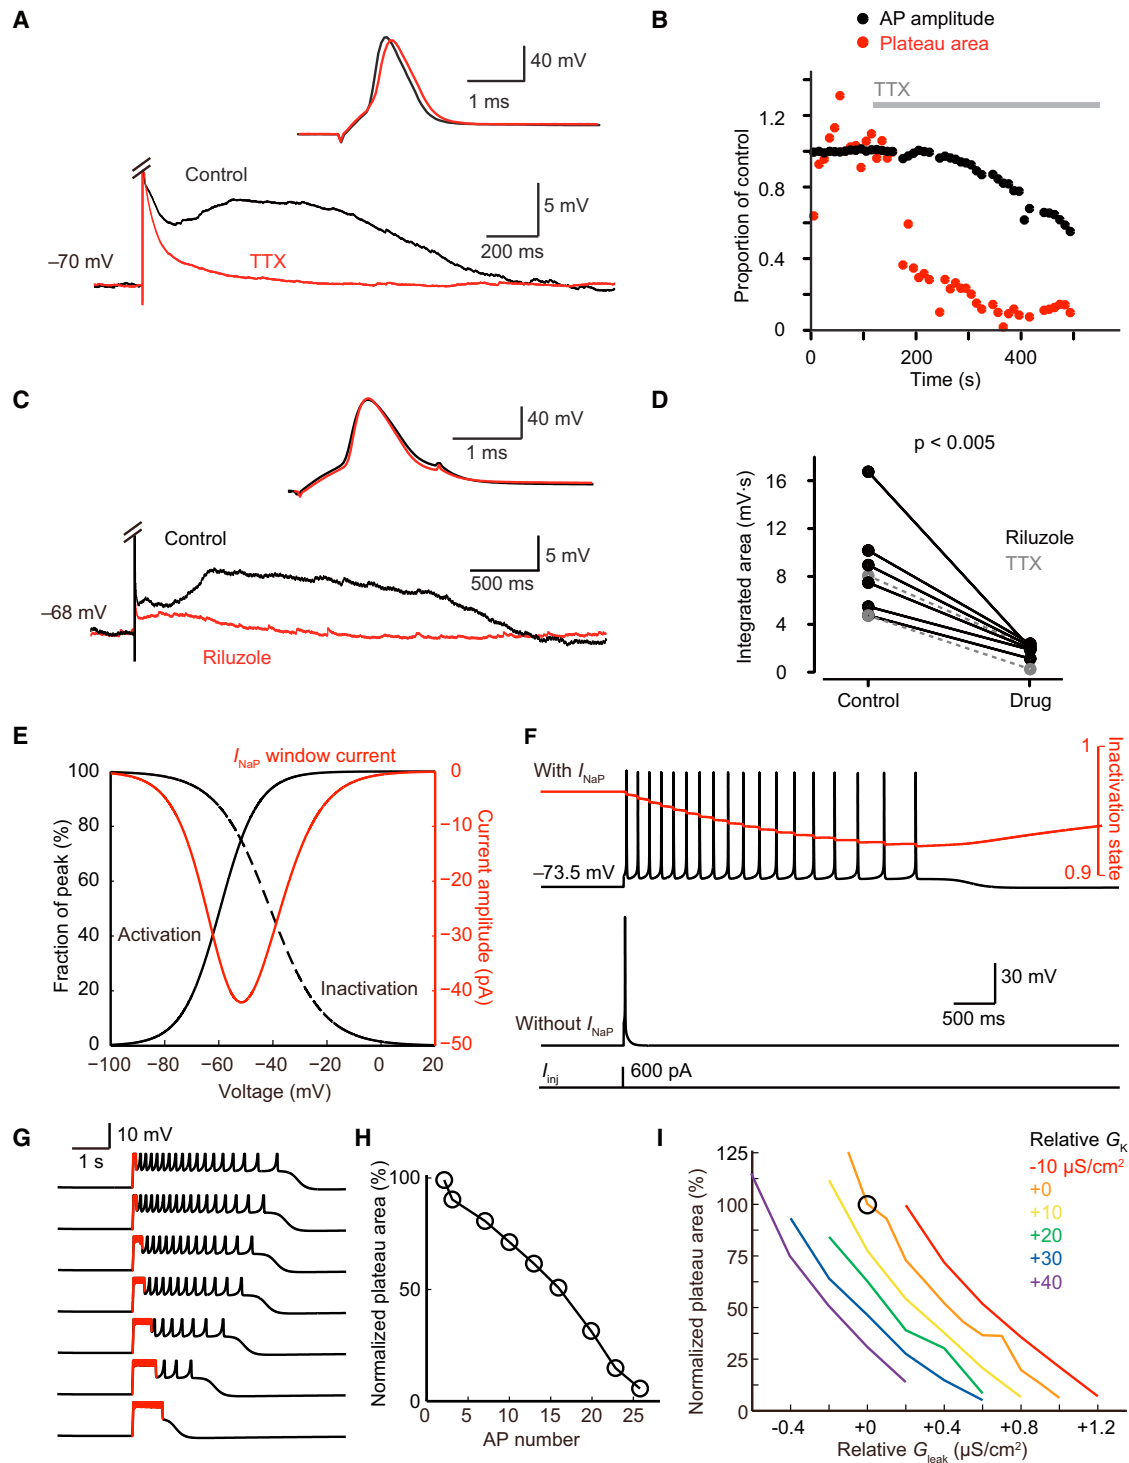 A
40 mV
1 ms
Control
5 mV
200 ms
–70 mV
TTX
B
AP amplitude
Plateau area
TTX
Proportion of control
1.2
1.0
0.8
0.4
0
0
200
400
Time (s)
C
40 mV
1 ms
Control
5 mV
500 ms
–68 mV
Riluzole
D
p < 0.005
Integrated area (mV·s)
16
12
8
4
0
Riluzole
TTX
Control
Drug
E
INaP window current
Fraction of peak (%)
100
80
60
40
20
0
Activation
Inactivation
0
−10
−20
−30
−40
−50
Current amplitude (pA)
−100
−80
−60
−40
−20
0
20
Voltage (mV)
F
With INaP
1
Inactivation state
0.9
–73.5 mV
30 mV
500 ms
Without INaP
Iinj
600 pA
G
10 mV
1 s
H
Normalized plateau area (%)
100
50
0
0
5
10
15
20
25
AP number
I
Relative GK
-10 µS/cm²
+0
+10
+20
+30
+40
Normalized plateau area (%)
125
100
75
50
25
0
-0.4
+0
+0.4
+0.8
+1.2
Relative Gleak (µS/cm²)